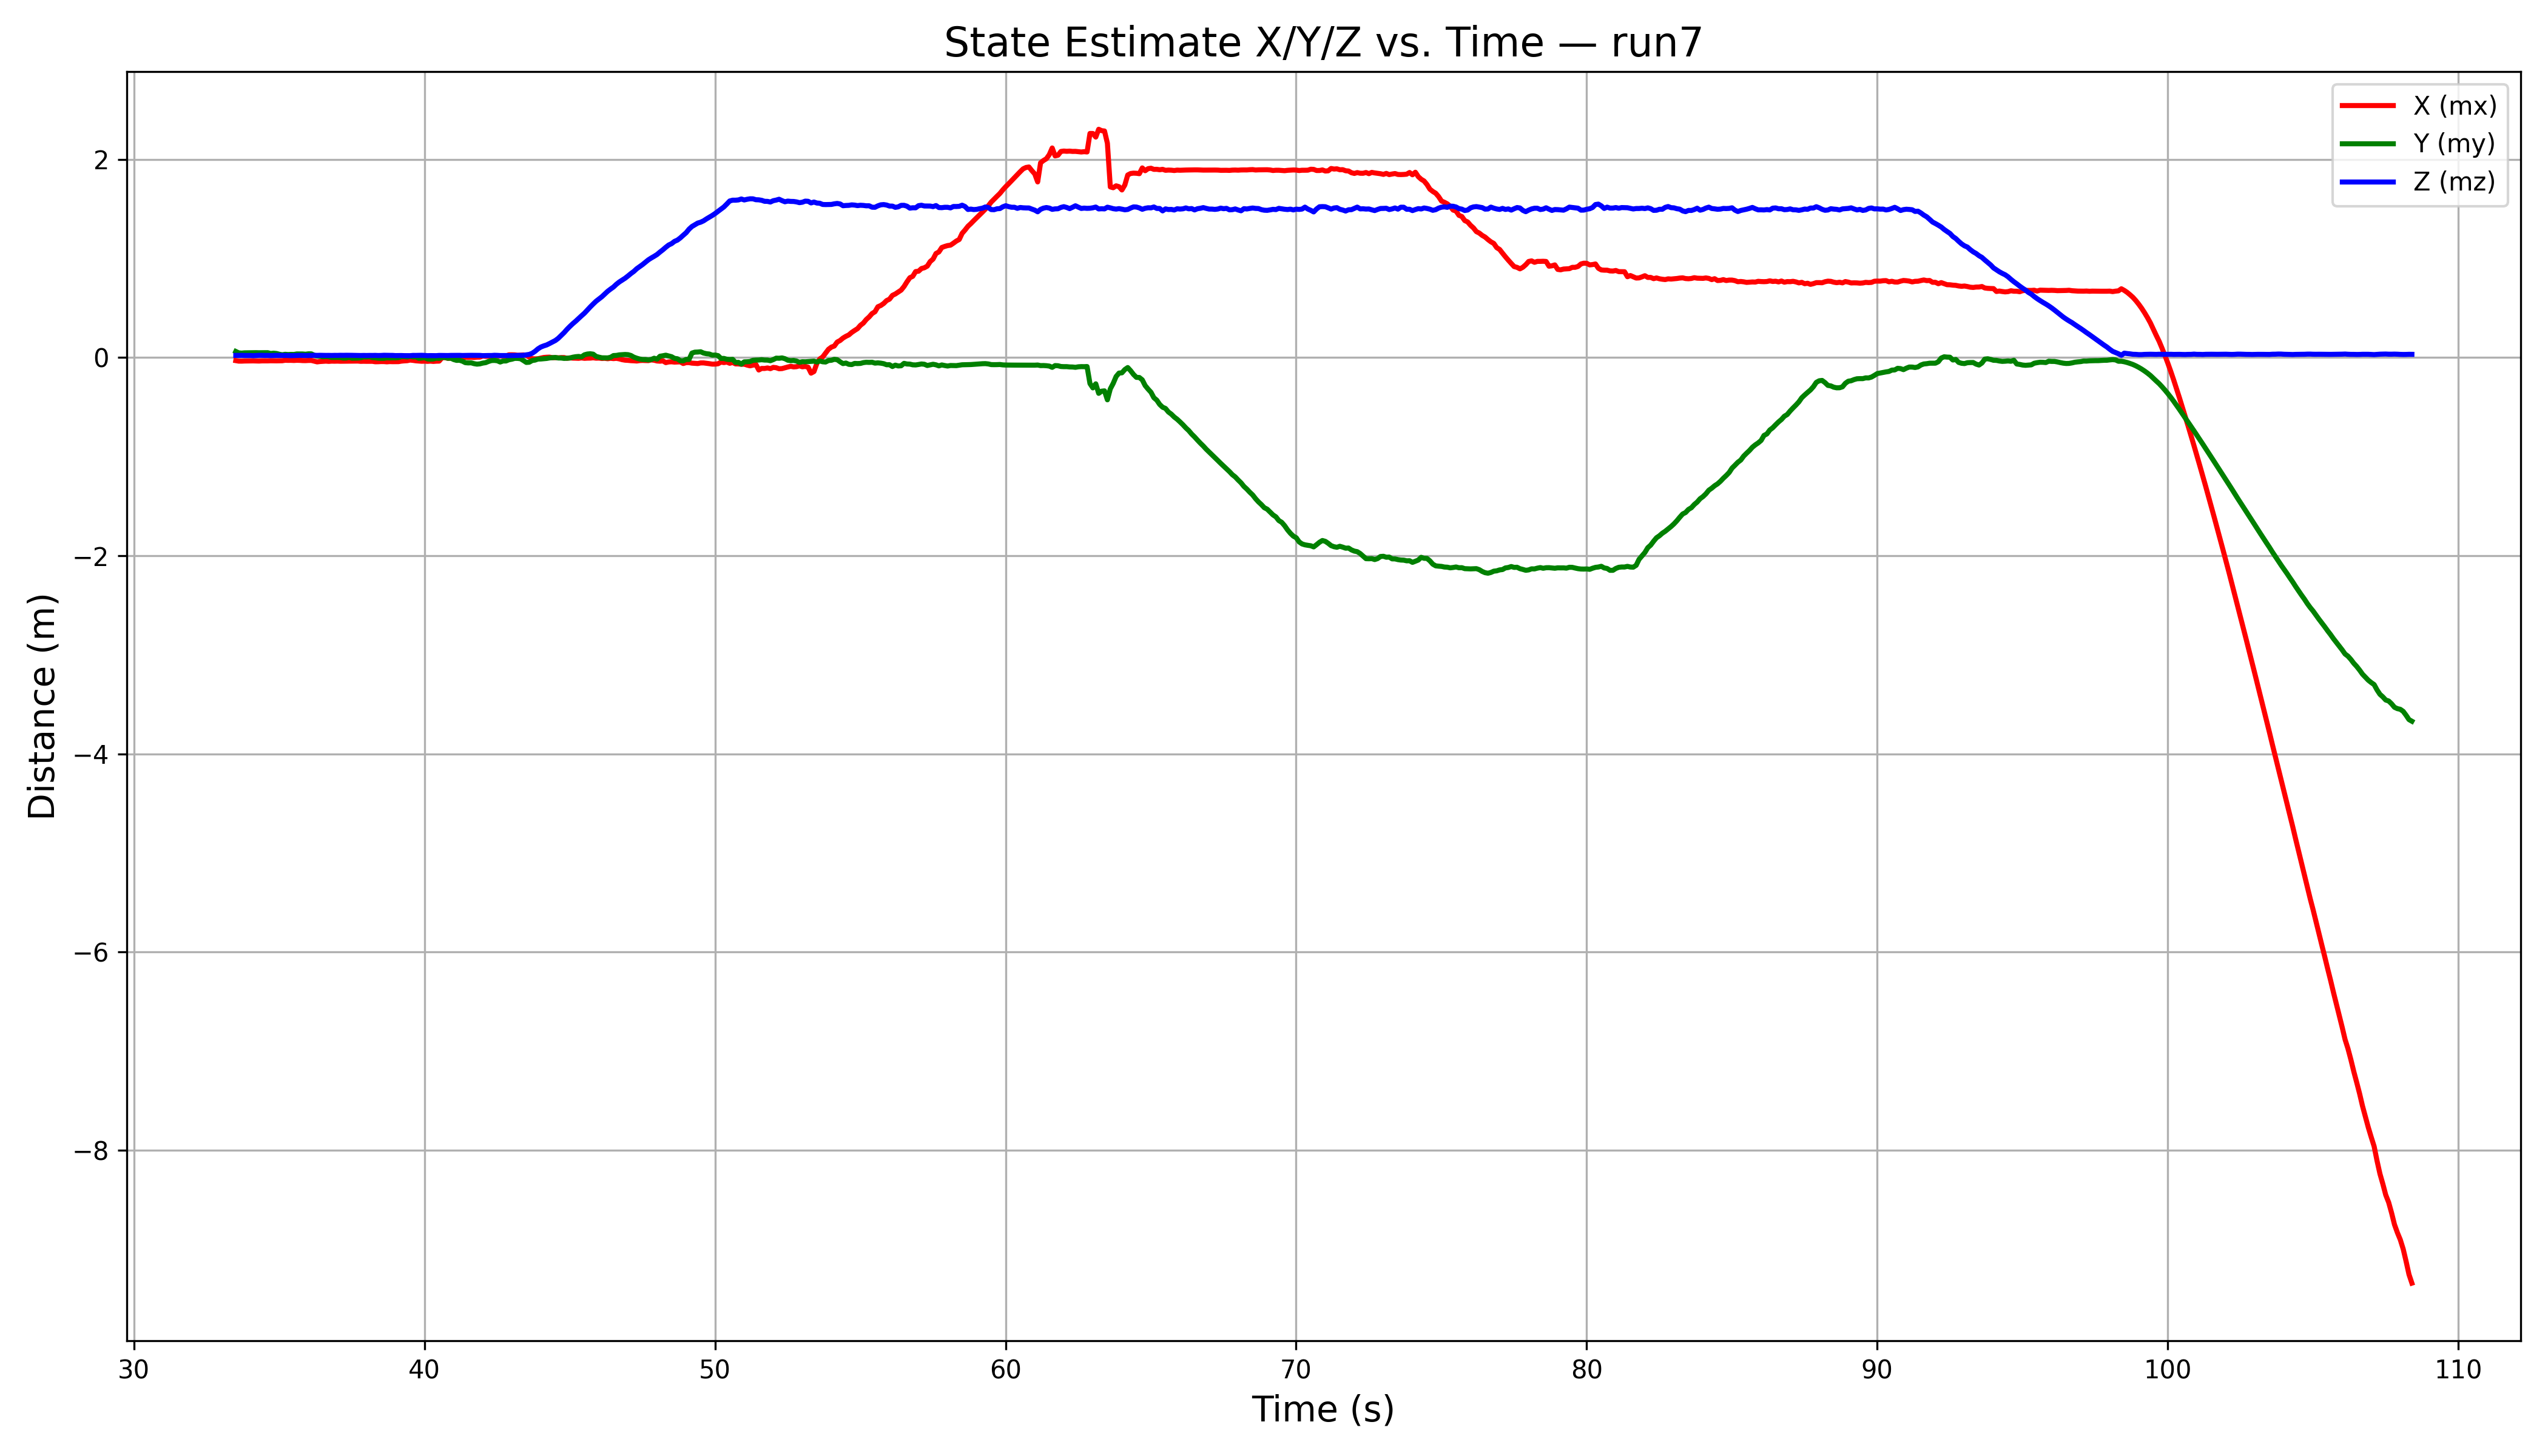 State Estimate X/Y/Z vs. Time — run7
X (mx)
Y (my)
Z (mz)
Distance (m)
2
0
−2
−4
−6
−8
30 40 50 60 70 80 90 100 110
Time (s)